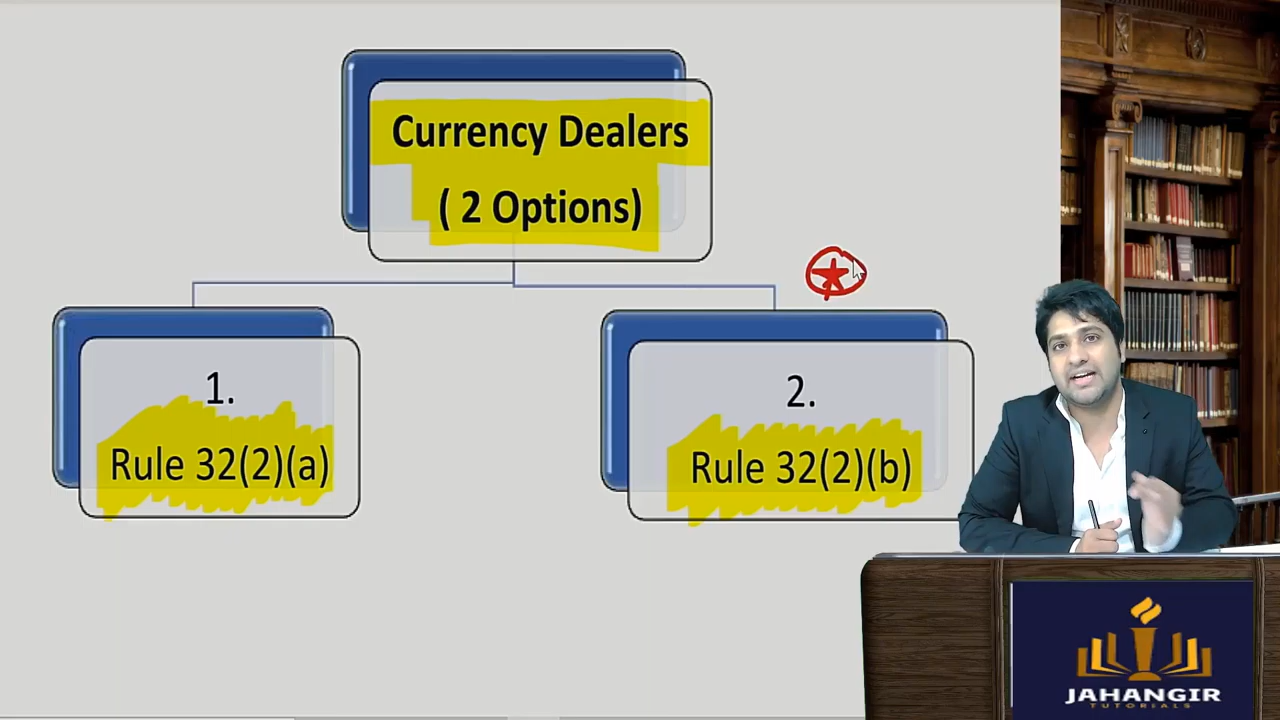 Currency Dealers
( 2 Options)
1.
Rule 32(2)(a)
2.
Rule 32(2)(b)
JAHANGIR
TUTORIALS